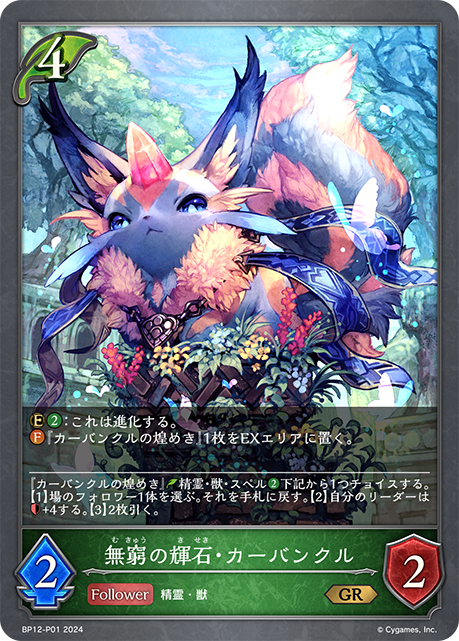 4
E 2：これは進化する。
F 『カーバンクルの煌めき』1枚をEXエリアに置く。
『カーバンクルの煌めき』精霊・獣・スペル 2 下記から1つチョイスする。
【1】場のフォロワー1体を選ぶ。それを手札に戻す。【2】自分のリーダーは
+4する。【3】2枚引く。
むきゅう きせき
無窮の輝石・カーバンクル
2
Follower 精霊・獣
GR
2
BP12-P01 2024
© Cygames, Inc.